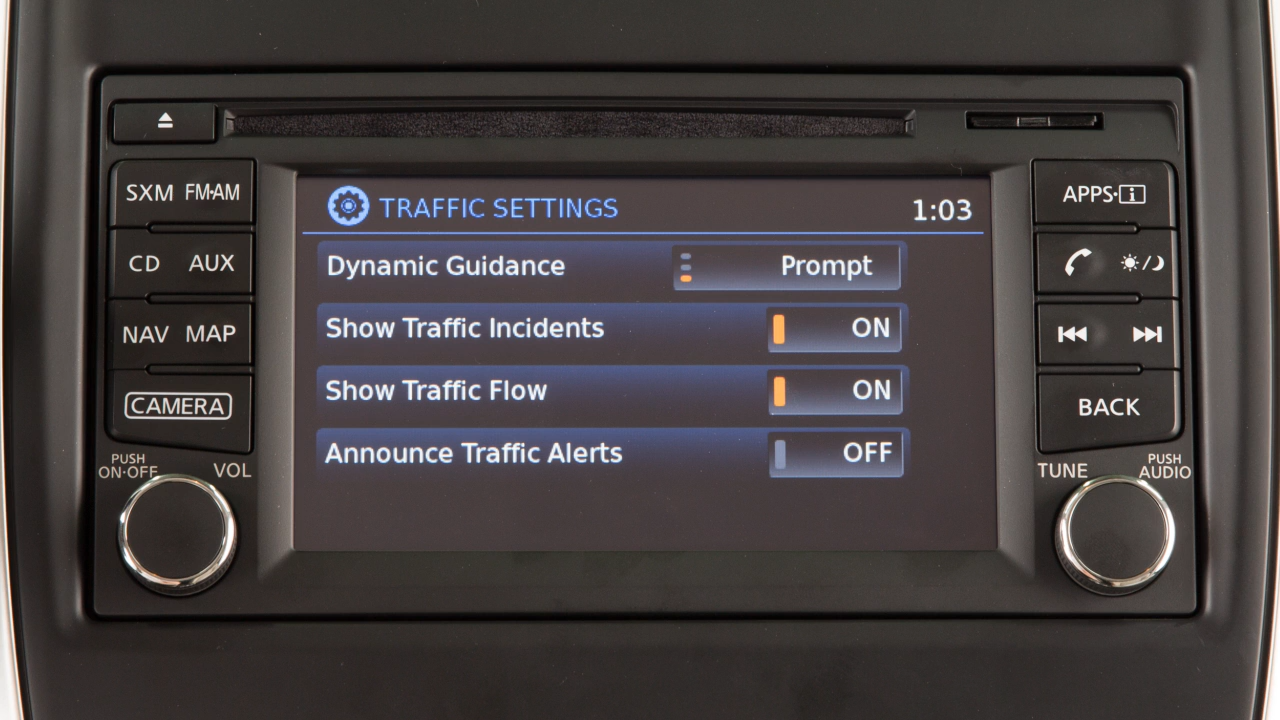 SXM FM·AM
CD AUX
NAV MAP
CAMERA
PUSH
ON·OFF
VOL
TRAFFIC SETTINGS
1:03
Dynamic Guidance Prompt
Show Traffic Incidents ON
Show Traffic Flow ON
Announce Traffic Alerts OFF
APPS·i
BACK
TUNE
PUSH
AUDIO